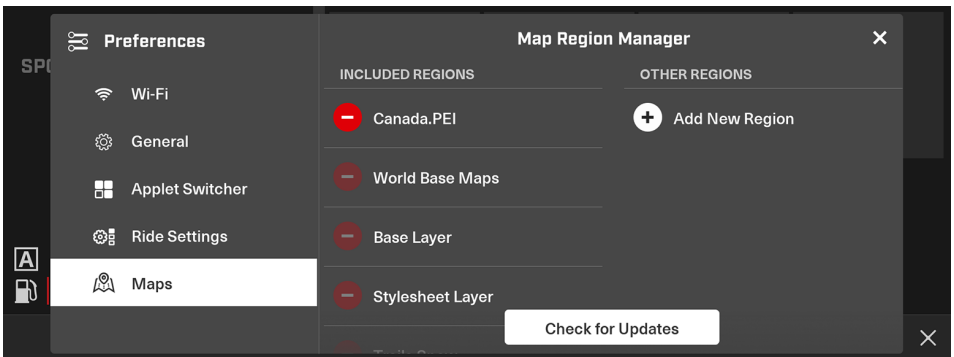 Preferences
Wi-Fi
General
Applet Switcher
Ride Settings
Maps
Map Region Manager
INCLUDED REGIONS
Canada.PEI
World Base Maps
Base Layer
Stylesheet Layer
OTHER REGIONS
Add New Region
Check for Updates
SPO
A